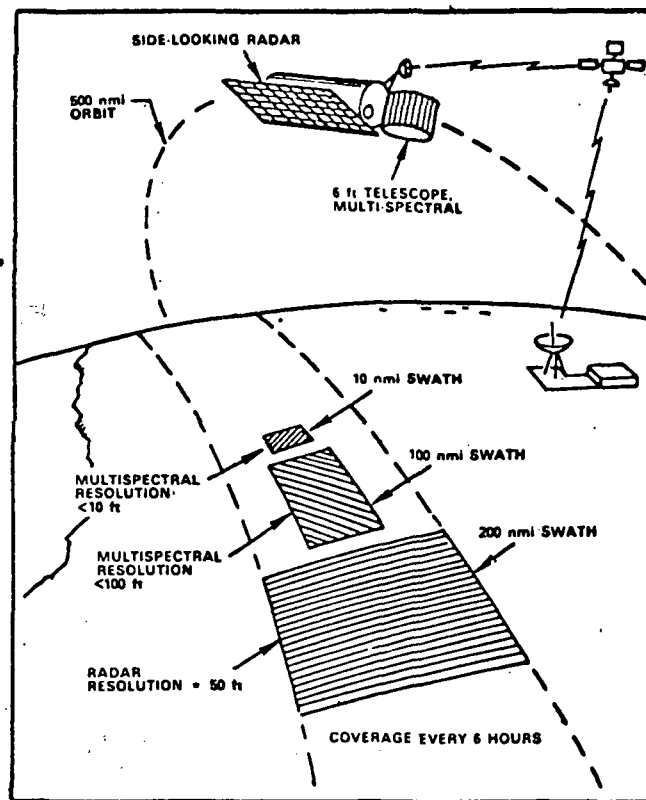 SIDE-LOOKING RADAR
500 nmi
ORBIT
6 ft TELESCOPE,
MULTI-SPECTRAL
10 nmi SWATH
MULTISPECTRAL
RESOLUTION
<10 ft
100 nmi SWATH
MULTISPECTRAL
RESOLUTION
<100 ft
200 nmi SWATH
RADAR
RESOLUTION = 50 ft
COVERAGE EVERY 6 HOURS